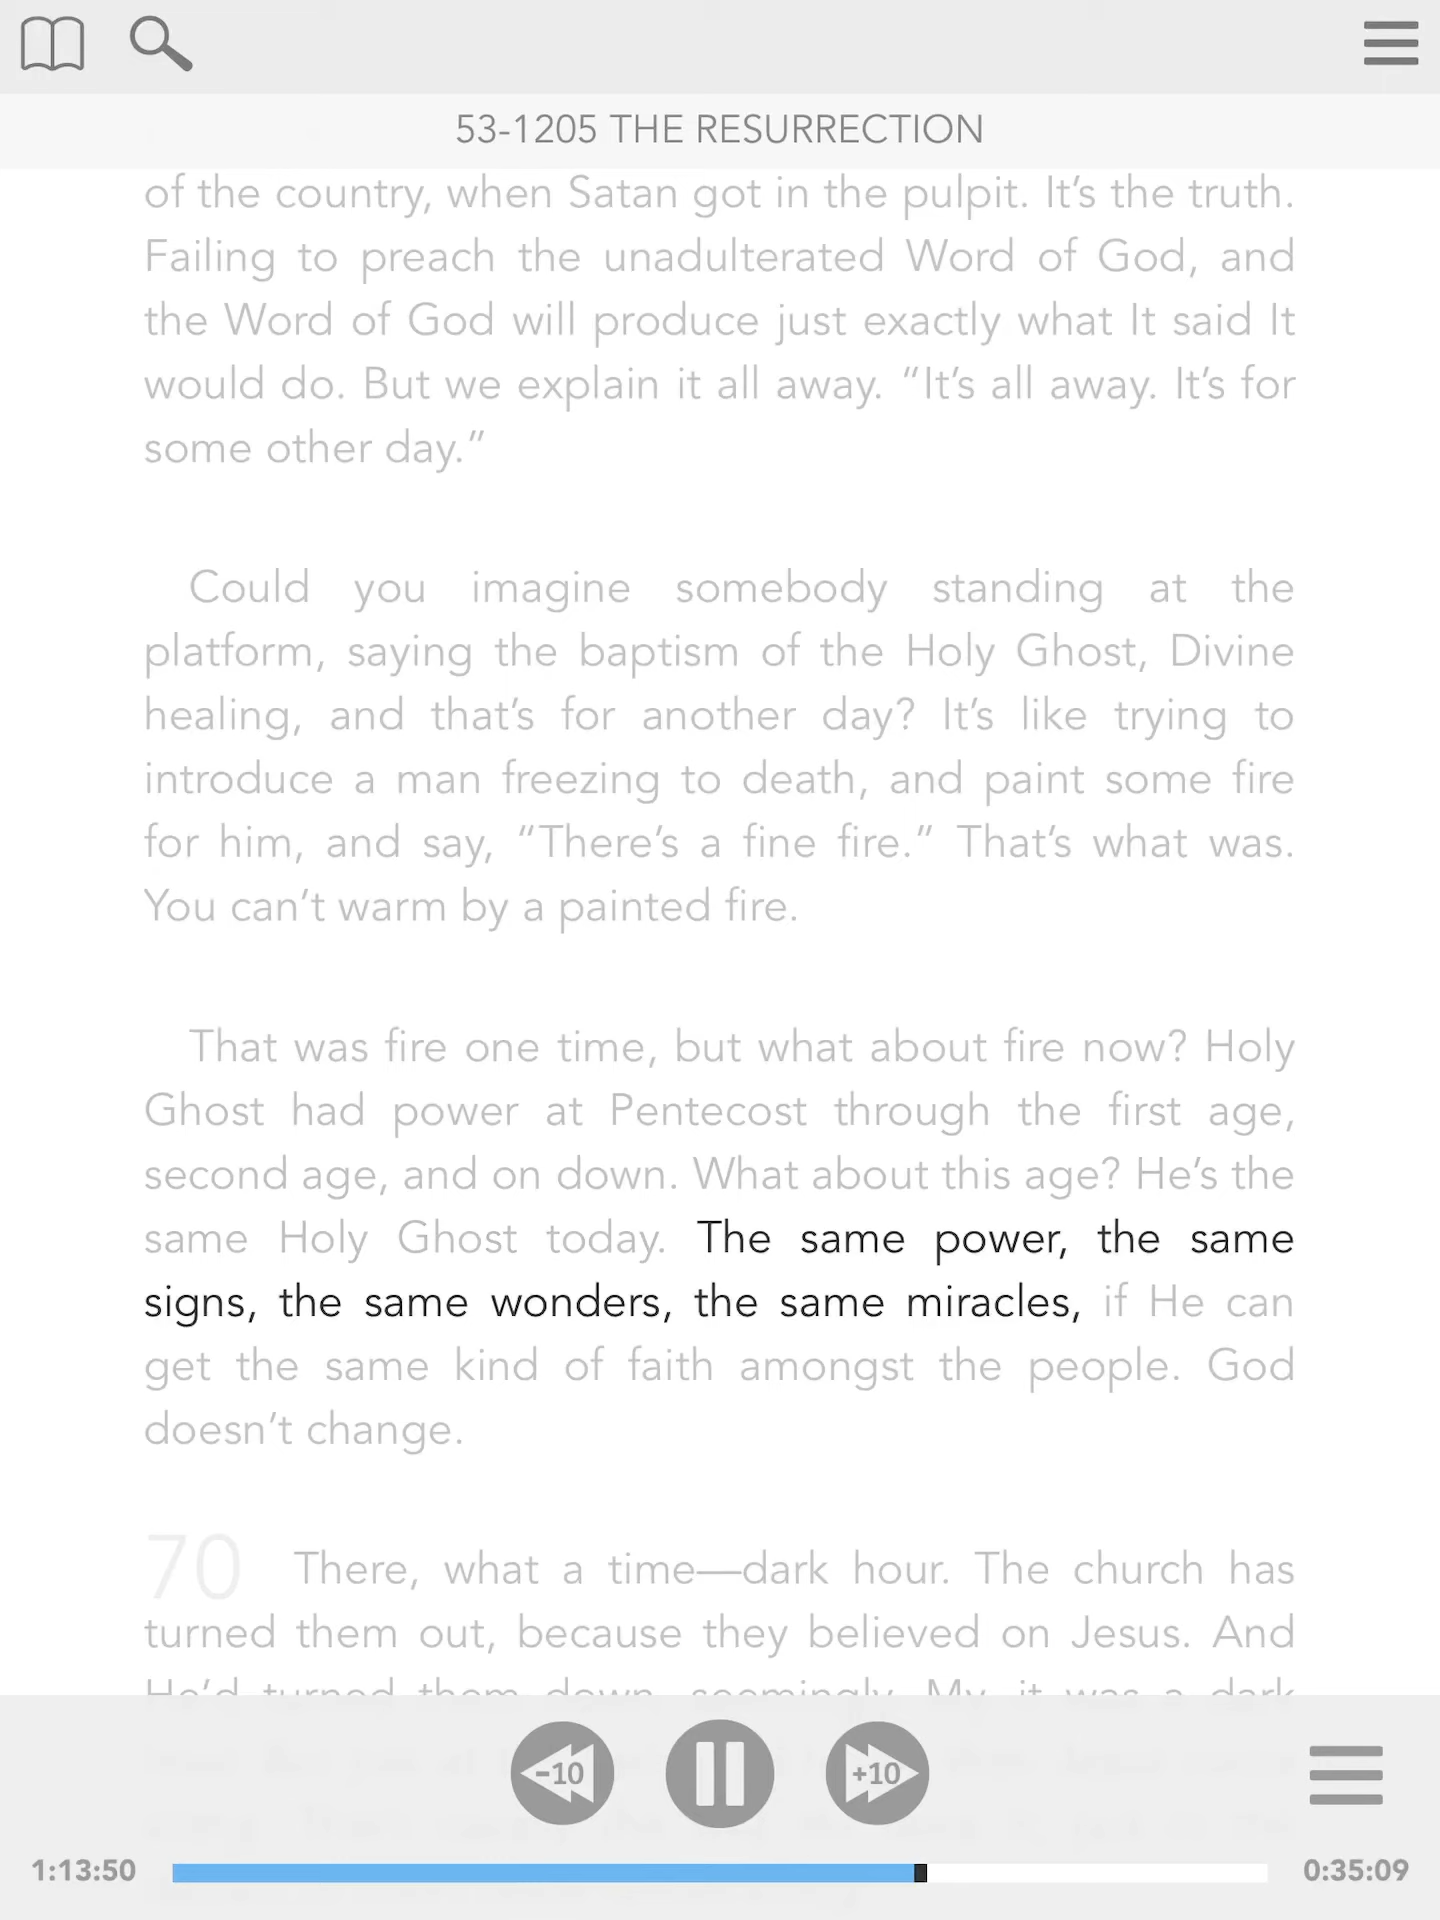 53-1205 THE RESURRECTION
of the country, when Satan got in the pulpit. It’s the truth.
Failing to preach the unadulterated Word of God, and
the Word of God will produce just exactly what It said It
would do. But we explain it all away. “It’s all away. It’s for
some other day.”
Could you imagine somebody standing at the
platform, saying the baptism of the Holy Ghost, Divine
healing, and that’s for another day? It’s like trying to
introduce a man freezing to death, and paint some fire
for him, and say, “There’s a fine fire.” That’s what was.
You can’t warm by a painted fire.
That was fire one time, but what about fire now? Holy
Ghost had power at Pentecost through the first age,
second age, and on down. What about this age? He’s the
same Holy Ghost today. The same power, the same
signs, the same wonders, the same miracles, if He can
get the same kind of faith amongst the people. God
doesn’t change.
70 There, what a time—dark hour. The church has
turned them out, because they believed on Jesus. And
He’d turned them down, seemingly. My, it was a dark
-10 +10
1:13:50 0:35:09